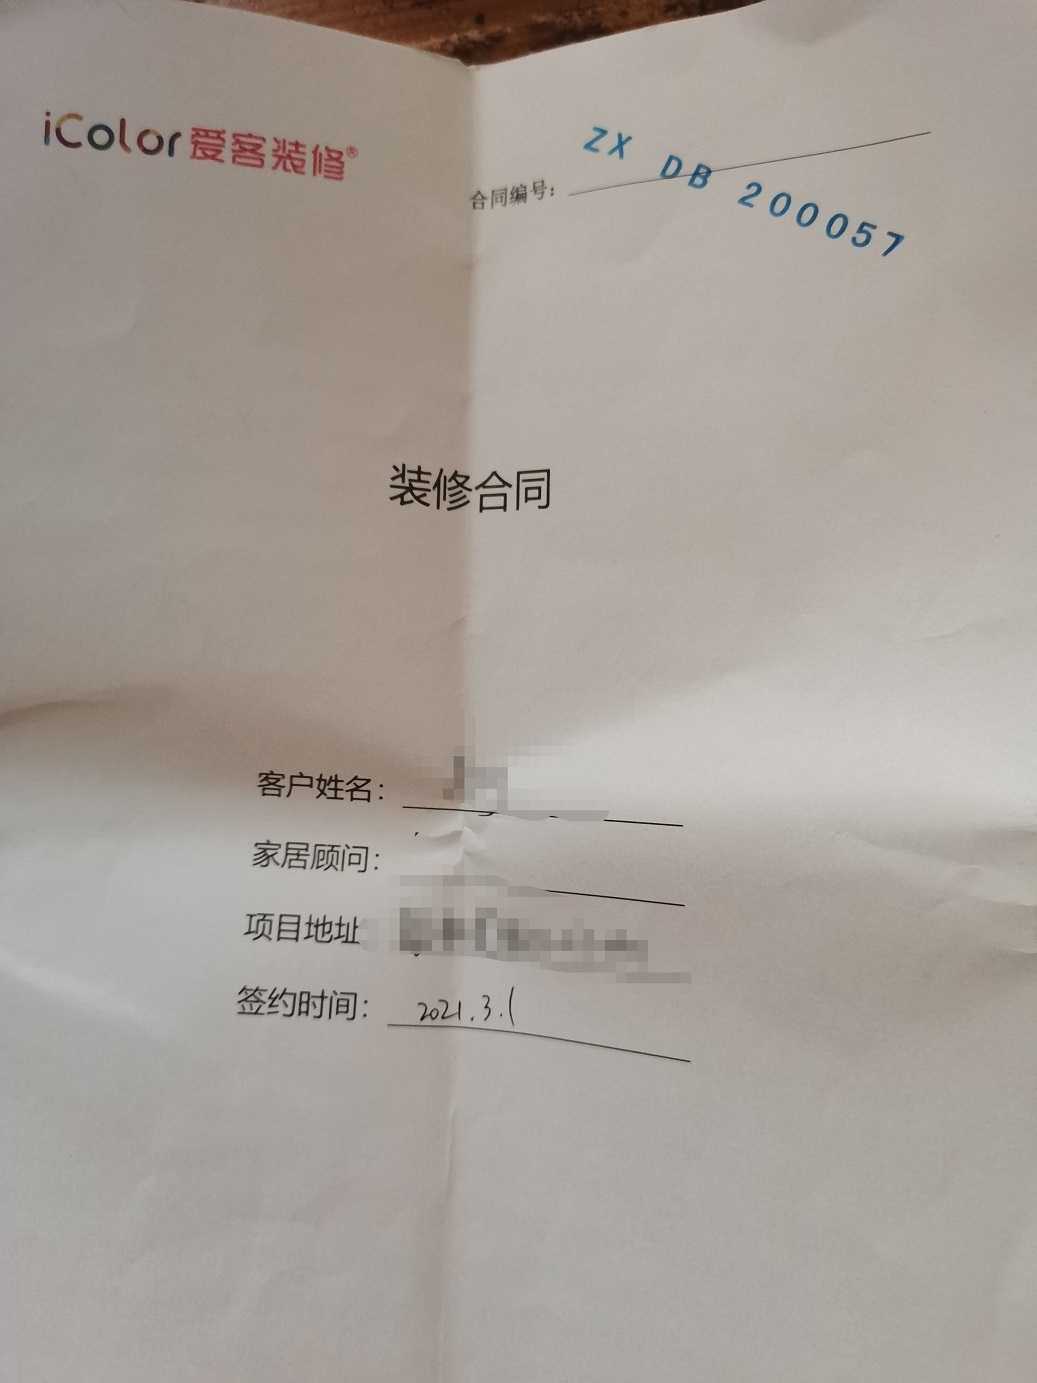 iColor爱客装修®
合同编号： ZX DB 200057
装修合同
客户姓名：
家居顾问：
项目地址
签约时间： 2021.3.1